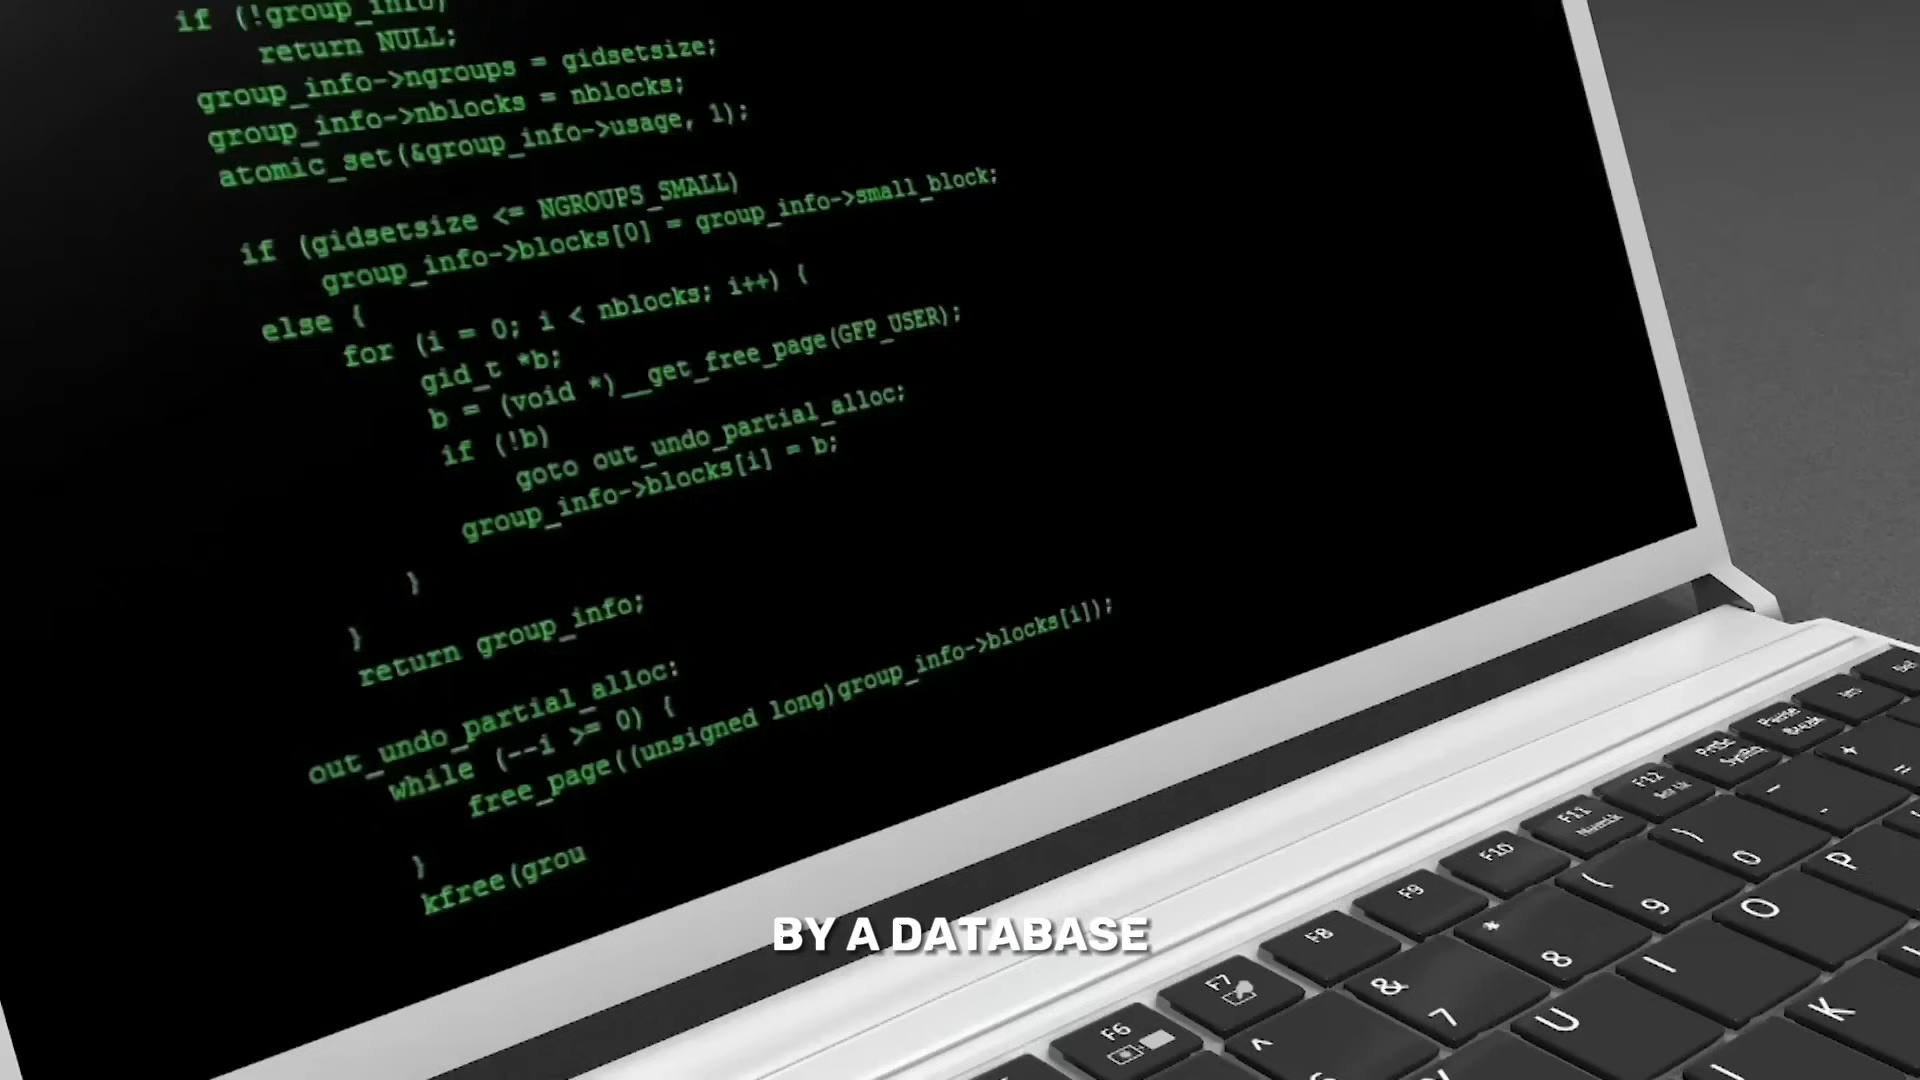 if (!group_info)
return NULL;
group_info->ngroups = gidsetsize;
group_info->nblocks = nblocks;
atomic_set(&group_info->usage, 1);
if (gidsetsize <= NGROUPS_SMALL)
group_info->blocks[0] = group_info->small_block;
else {
for (i = 0; i < nblocks; i++) {
gid_t *b;
b = (void *)__get_free_page(GFP_USER);
if (!b)
goto out_undo_partial_alloc;
group_info->blocks[i] = b;
}
}
return group_info;
out_undo_partial_alloc:
while (--i >= 0) {
free_page((unsigned long)group_info->blocks[i]);
}
kfree(grou
BY A DATABASE
Pause
F12
F11
F10
F9
F8
F7
F6
+ =
- -
) 0
( 9
* 8
& 7
^ 6
P
O
I
U
K